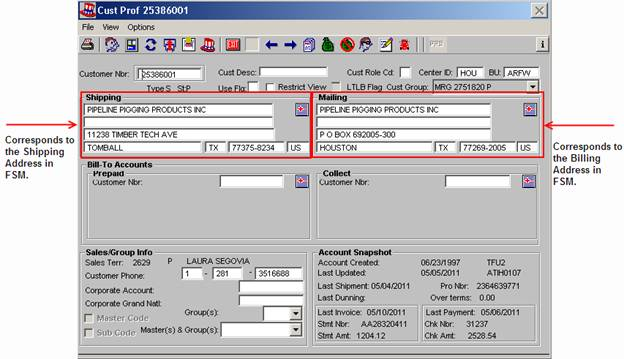 Cust Prof 25386001
File View Options
EXIT PPD i
Customer Nbr: 25386001 Cust Desc: Cust Role Cd: Center ID: HOU BU: ARFW
Type S St:P Use Flg: Restrict View LTLB Flag Cust Group: MRG 2751820 P
Shipping Mailing
PIPELINE PIGGING PRODUCTS INC PIPELINE PIGGING PRODUCTS INC
11238 TIMBER TECH AVE P O BOX 692005-300
TOMBALL TX 77375-8234 US HOUSTON TX 77269-2005 US
Corresponds to
the Shipping
Address in
FSM.
Corresponds to
the Billing
Address in
FSM.
Bill-To Accounts
Prepaid Collect
Customer Nbr: Customer Nbr:
Sales/Group Info
Sales Terr: 2629 P LAURA SEGOVIA
Customer Phone: 1 - 281 - 3516688
Corporate Account:
Corporate Grand Natl:
Group(s):
Master Code
Sub Code Master(s) & Group(s):
Account Snapshot
Account Created: 06/23/1997 TFU2
Last Updated: 05/05/2011 ATIH0107
Last Shipment: 05/04/2011 Pro Nbr: 2364639771
Last Dunning: Over terms: 0.00
Last Invoice: 05/10/2011 Last Payment: 05/06/2011
Stmt Nbr: AA28320411 Chk Nbr: 31237
Stmt Amt: 1204.12 Chk Amt: 2528.54